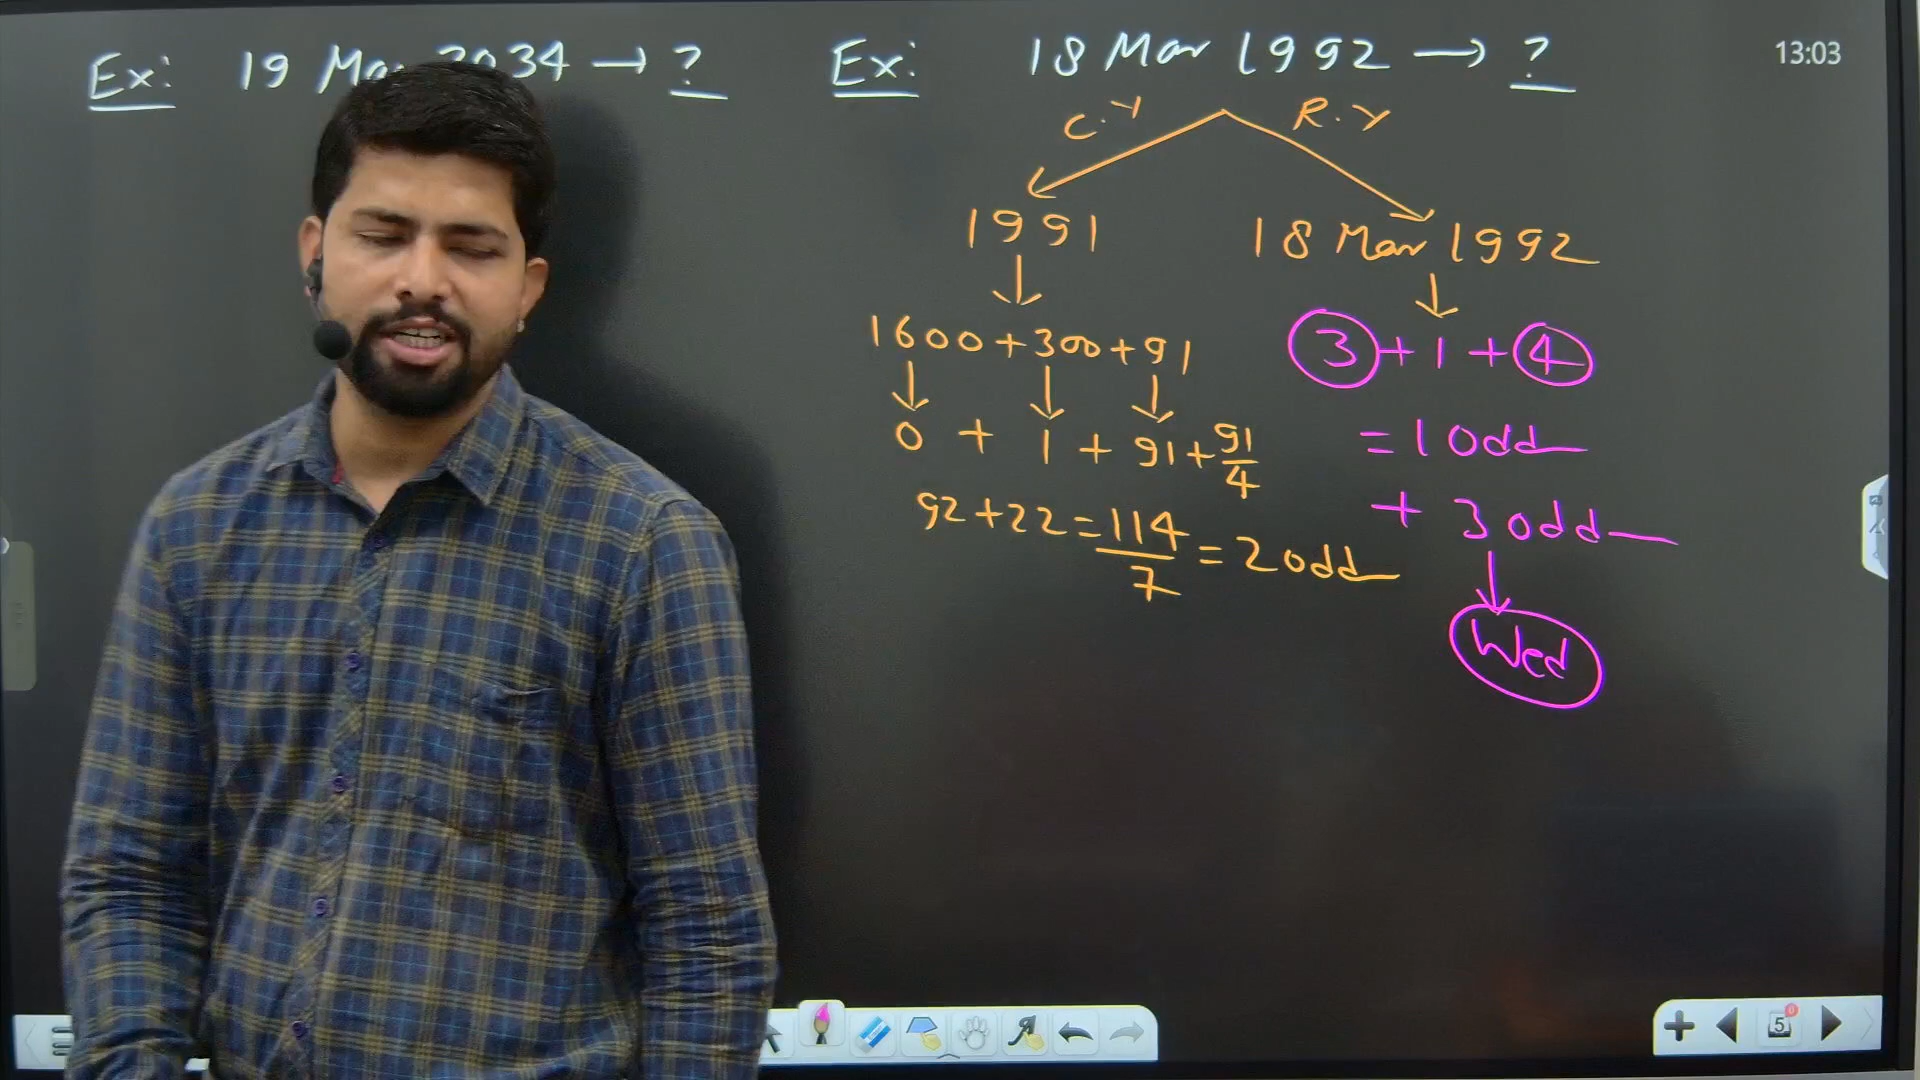 Ex: 19 Ma 2034 → ?
Ex: 18 Mar 1992 → ?
13:03
C.Y R.Y
1991
18 Mar 1992
1600+300+91
3+1+4
0 + 1 + 91+91/4
= 1 odd
92+22=114/7 = 2 odd
+ 3 odd
Wed
5